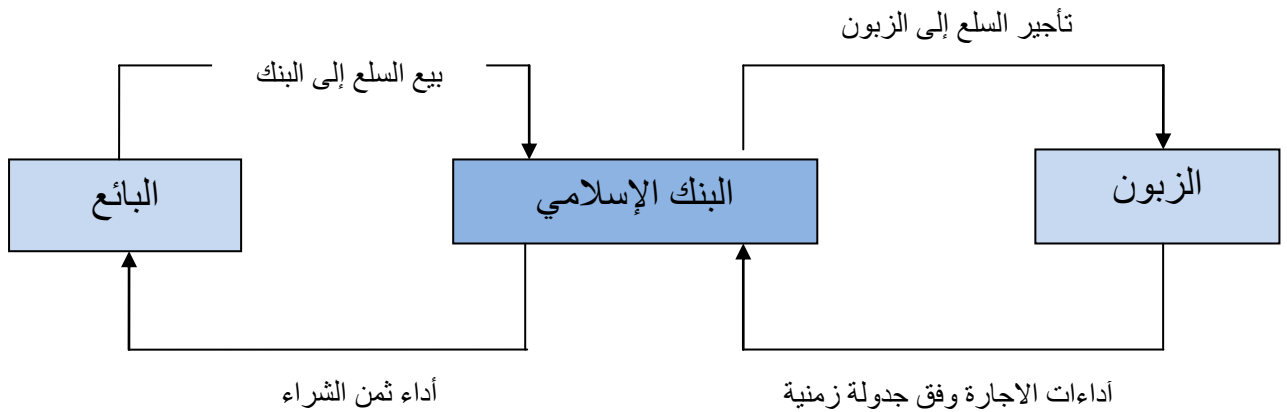 تأجير السلع إلى الزبون
بيع السلع إلى البنك
الزبون
البنك الإسلامي
البائع
آداءات الاجارة وفق جدولة زمنية
أداء ثمن الشراء